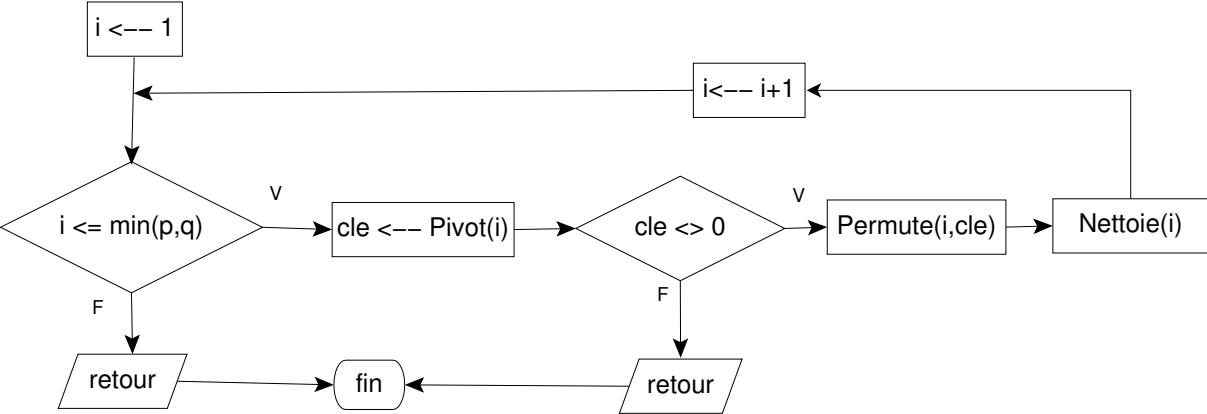 i <−− 1
i<−− i+1
i <= min(p,q)
V
cle <−− Pivot(i)
cle <> 0
V
Permute(i,cle)
Nettoie(i)
F
F
retour
fin
retour